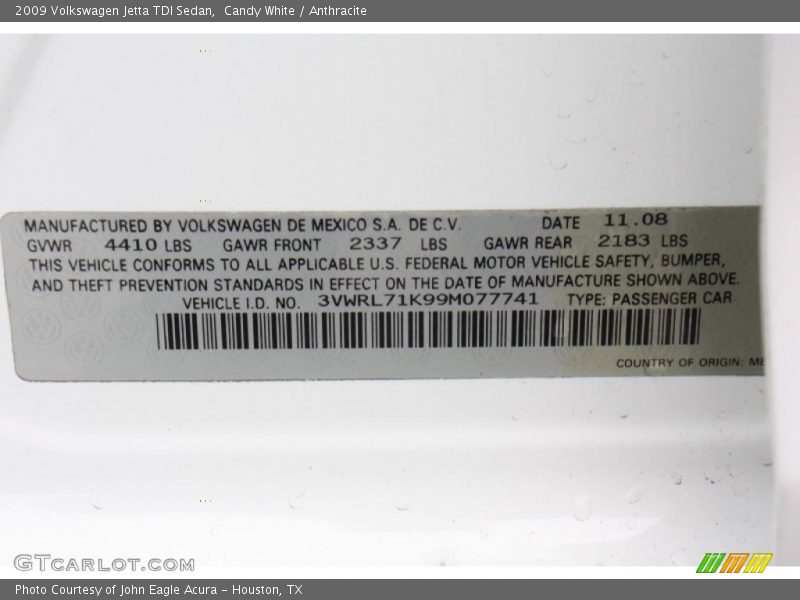 2009 Volkswagen Jetta TDI Sedan,  Candy White / Anthracite
MANUFACTURED BY VOLKSWAGEN DE MEXICO S.A. DE C.V. DATE 11.08
GVWR 4410 LBS GAWR FRONT 2337 LBS GAWR REAR 2183 LBS
THIS VEHICLE CONFORMS TO ALL APPLICABLE U.S. FEDERAL MOTOR VEHICLE SAFETY, BUMPER,
AND THEFT PREVENTION STANDARDS IN EFFECT ON THE DATE OF MANUFACTURE SHOWN ABOVE.
VEHICLE I.D. NO. 3VWRL71K99M077741 TYPE: PASSENGER CAR
COUNTRY OF ORIGIN:
GTCARLOT.COM
Photo Courtesy of John Eagle Acura – Houston, TX